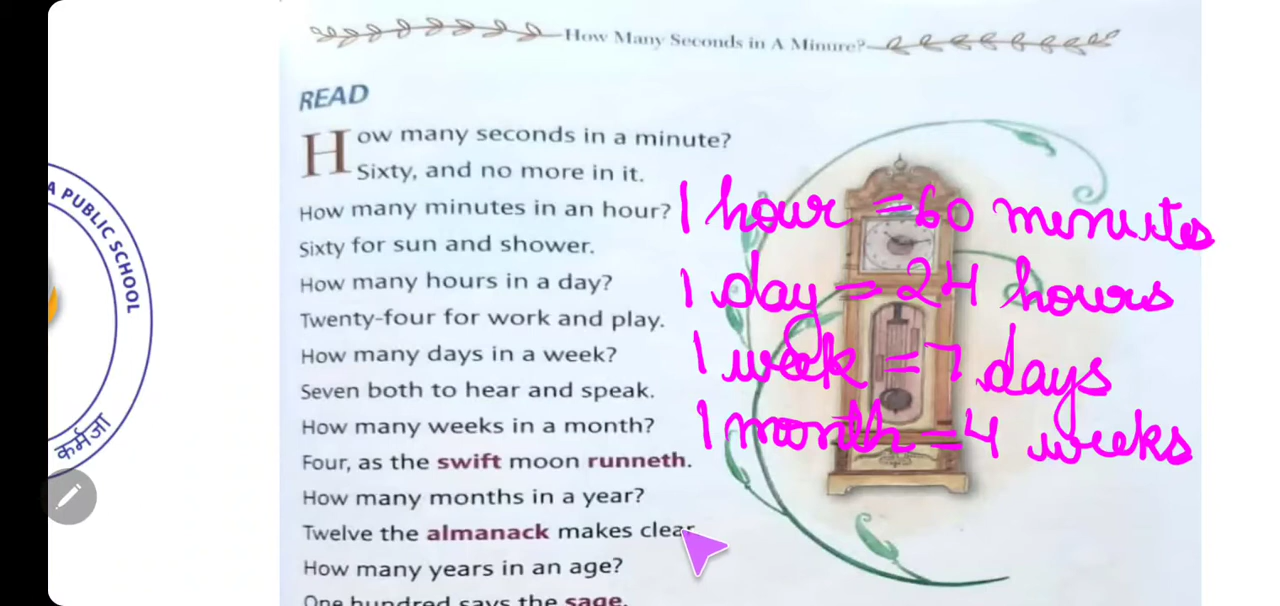 How Many Seconds in A Minure?
READ
How many seconds in a minute?
Sixty, and no more in it.
How many minutes in an hour?
Sixty for sun and shower.
How many hours in a day?
Twenty-four for work and play.
How many days in a week?
Seven both to hear and speak.
How many weeks in a month?
Four, as the swift moon runneth.
How many months in a year?
Twelve the almanack makes clear
How many years in an age?
One hundred says the sage.
1 hour = 60 minutes
1 day = 24 hours
1 week = 7 days
1 month = 4 weeks
A PUBLIC SCHOOL
कर्मजा